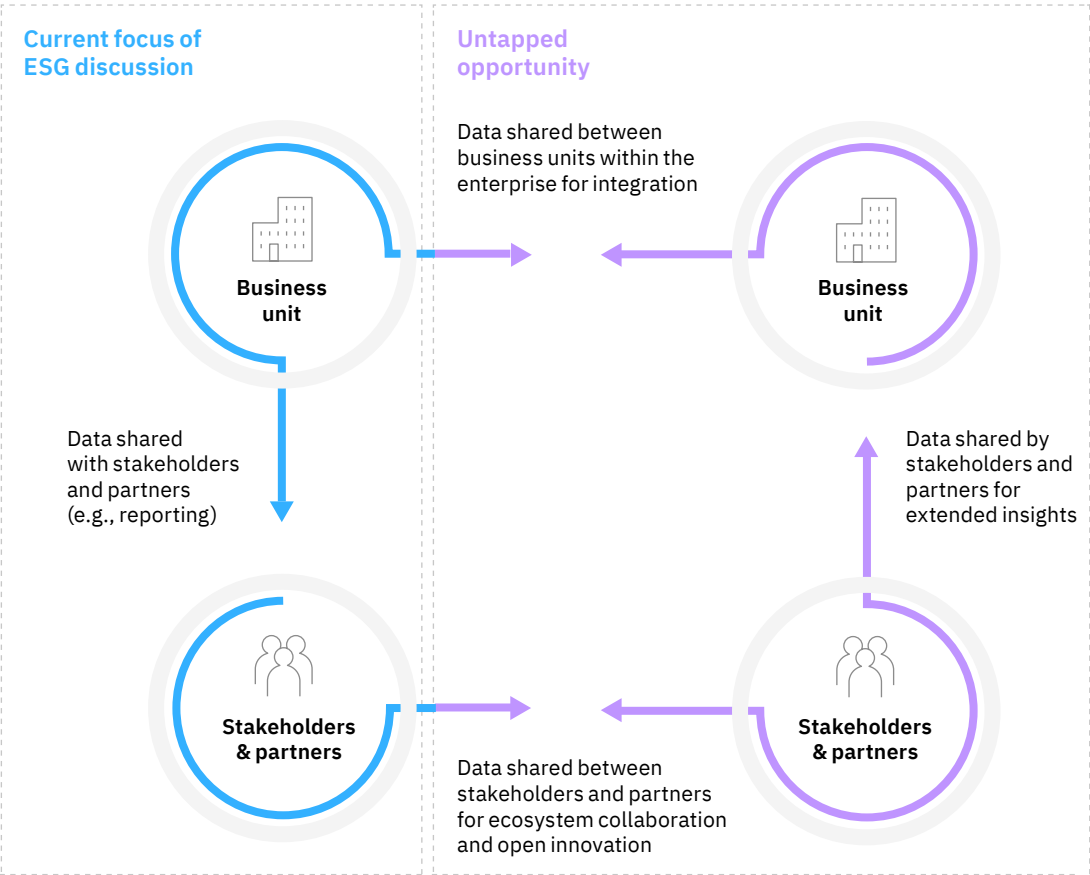 Current focus of
ESG discussion
Untapped
opportunity
Data shared between
business units within the
enterprise for integration
Business
unit
Business
unit
Data shared
with stakeholders
and partners
(e.g., reporting)
Data shared by
stakeholders and
partners for
extended insights
Stakeholders
& partners
Stakeholders
& partners
Data shared between
stakeholders and partners
for ecosystem collaboration
and open innovation